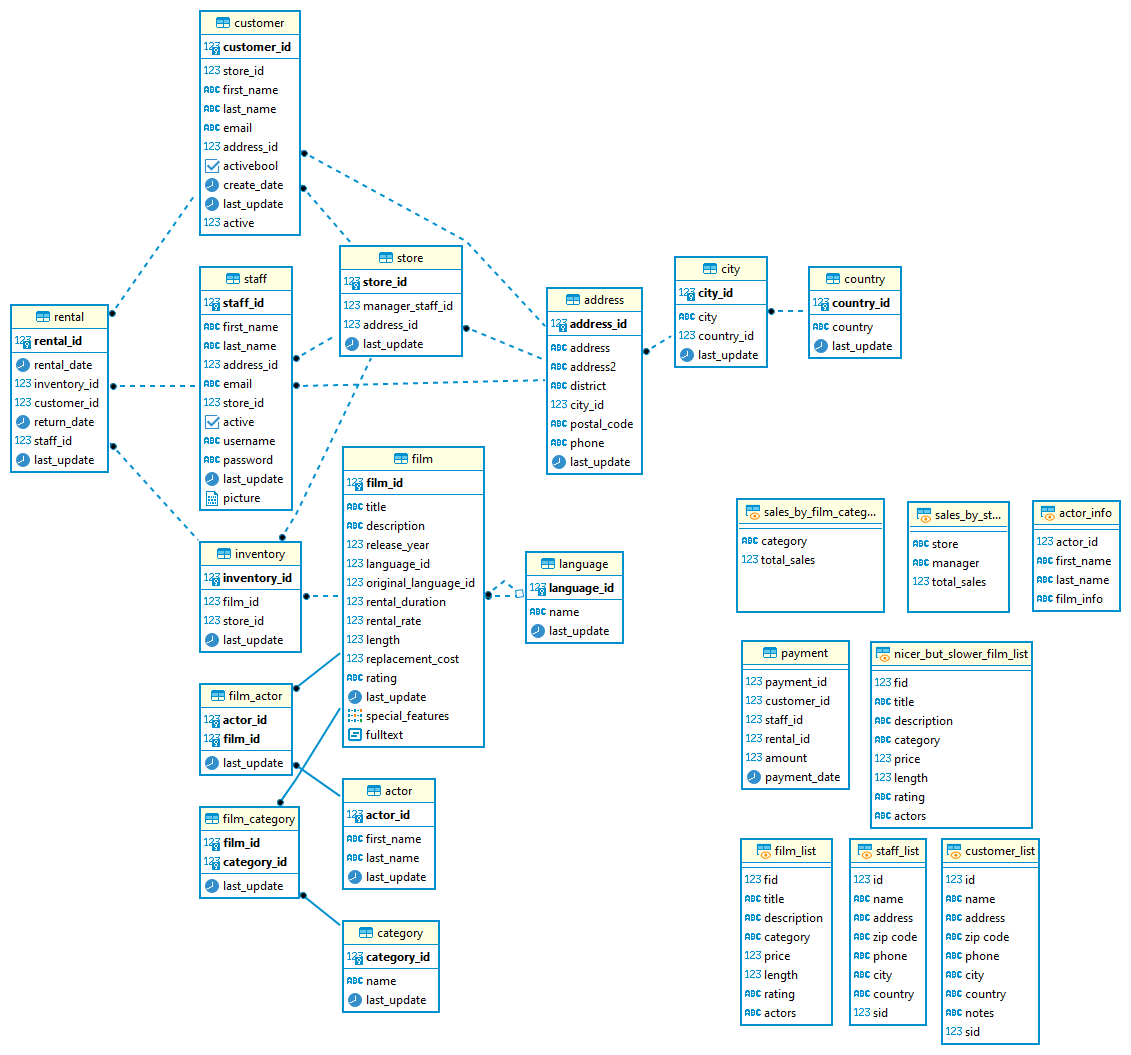 customer
123 customer_id
123 store_id
ABC first_name
ABC last_name
ABC email
123 address_id
activebool
create_date
last_update
123 active
staff
123 staff_id
ABC first_name
ABC last_name
123 address_id
ABC email
123 store_id
active
ABC username
ABC password
last_update
picture
store
123 store_id
123 manager_staff_id
123 address_id
last_update
rental
123 rental_id
rental_date
123 inventory_id
123 customer_id
return_date
123 staff_id
last_update
address
123 address_id
ABC address
ABC address2
ABC district
123 city_id
ABC postal_code
ABC phone
last_update
city
123 city_id
ABC city
123 country_id
last_update
country
123 country_id
ABC country
last_update
film
123 film_id
ABC title
ABC description
123 release_year
123 language_id
123 original_language_id
123 rental_duration
123 rental_rate
123 length
123 replacement_cost
ABC rating
last_update
special_features
fulltext
language
123 language_id
ABC name
last_update
inventory
123 inventory_id
123 film_id
123 store_id
last_update
film_actor
123 actor_id
123 film_id
last_update
film_category
123 film_id
123 category_id
last_update
actor
123 actor_id
ABC first_name
ABC last_name
last_update
category
123 category_id
ABC name
last_update
sales_by_film_categ...
ABC category
123 total_sales
sales_by_st...
ABC store
ABC manager
123 total_sales
actor_info
123 actor_id
ABC first_name
ABC last_name
ABC film_info
payment
123 payment_id
123 customer_id
123 staff_id
123 rental_id
123 amount
payment_date
nicer_but_slower_film_list
123 fid
ABC title
ABC description
ABC category
123 price
123 length
ABC rating
ABC actors
film_list
123 fid
ABC title
ABC description
ABC category
123 price
123 length
ABC rating
ABC actors
staff_list
123 id
ABC name
ABC address
ABC zip code
ABC phone
ABC city
ABC country
123 sid
customer_list
123 id
ABC name
ABC address
ABC zip code
ABC phone
ABC city
ABC country
ABC notes
123 sid